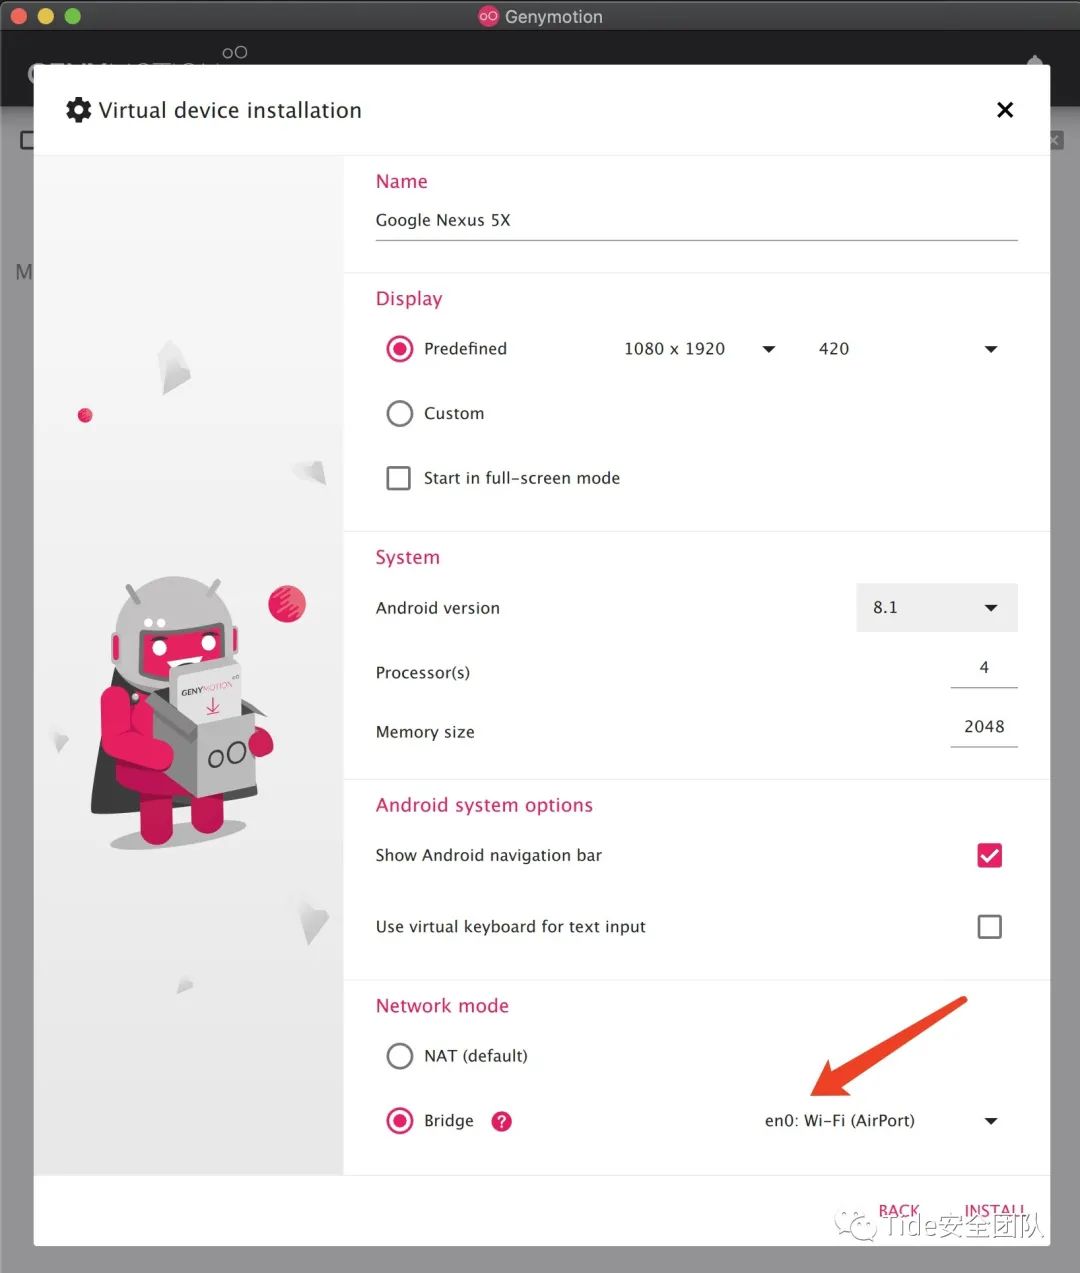 Genymotion
Virtual device installation
Name
Google Nexus 5X
Display
Predefined 1080 x 1920 420
Custom
Start in full-screen mode
System
Android version 8.1
Processor(s) 4
Memory size 2048
GENYMOTION
Android system options
Show Android navigation bar
Use virtual keyboard for text input
Network mode
NAT (default)
Bridge ? en0: Wi-Fi (AirPort)
BACK INSTALL
Tide安全团队